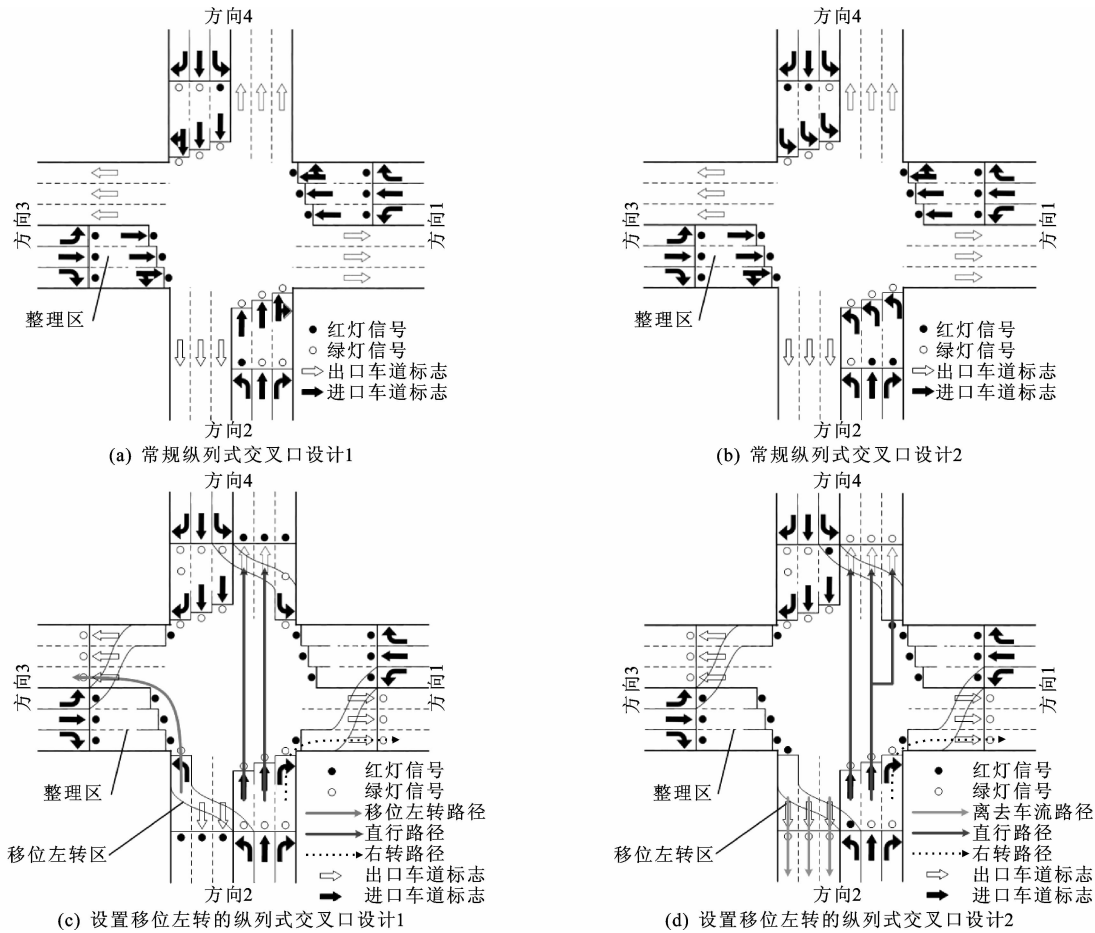 方向4
方向3
方向1
整理区
红灯信号
绿灯信号
出口车道标志
进口车道标志
方向2
(a) 常规纵列式交叉口设计1
方向4
方向3
方向1
整理区
红灯信号
绿灯信号
出口车道标志
进口车道标志
方向2
(b) 常规纵列式交叉口设计2
方向4
方向3
方向1
整理区
移位左转区
红灯信号
绿灯信号
移位左转路径
直行路径
右转路径
出口车道标志
进口车道标志
方向2
(c) 设置移位左转的纵列式交叉口设计1
方向4
方向3
方向1
整理区
移位左转区
红灯信号
绿灯信号
离去车流路径
直行路径
右转路径
出口车道标志
进口车道标志
方向2
(d) 设置移位左转的纵列式交叉口设计2